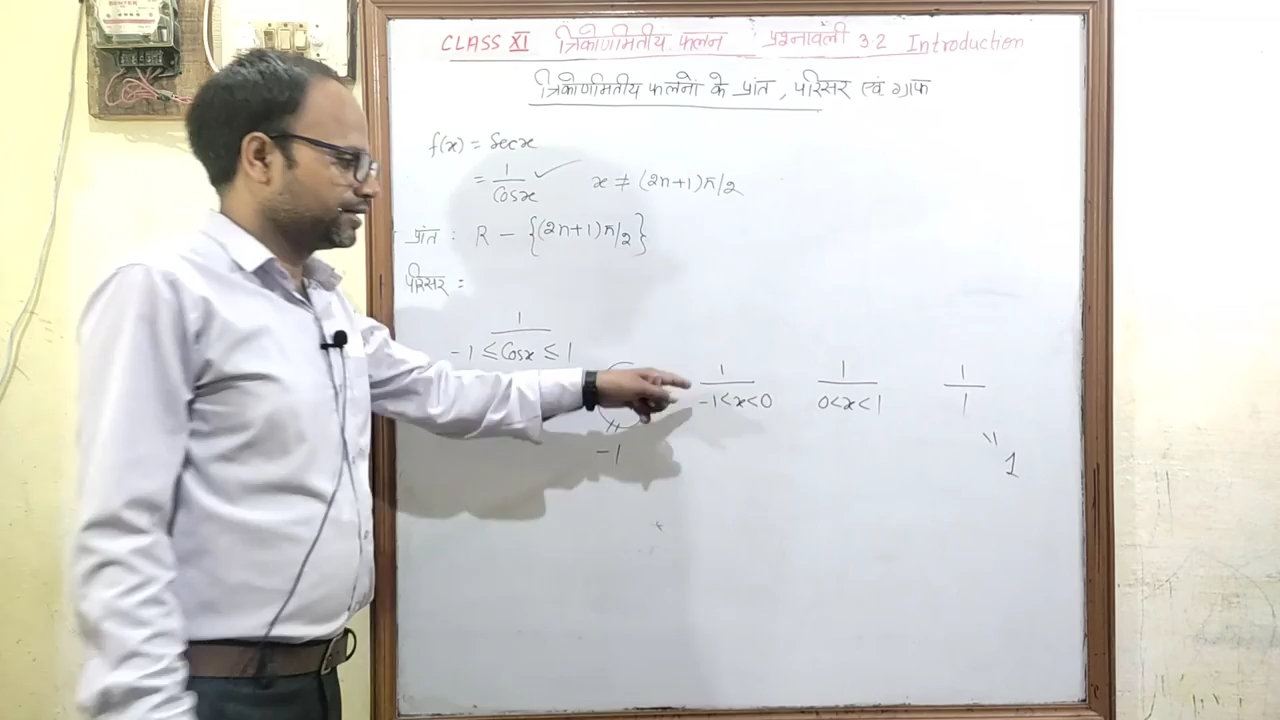 CLASS XI त्रिकोणमितीय फलन प्रश्नावली 3.2 Introduction
त्रिकोणमितीय फलनों के प्रांत, परिसर एवं ग्राफ
f(x) = Secx
= 1/Cosx ✓ x ≠ (2n+1)π/2
प्रांत : R - {(2n+1)π/2}
परिसर =
1/-1 ≤ Cosx ≤ 1
1/-1<x<0 1/0<x<1 1/1
-1 " 1